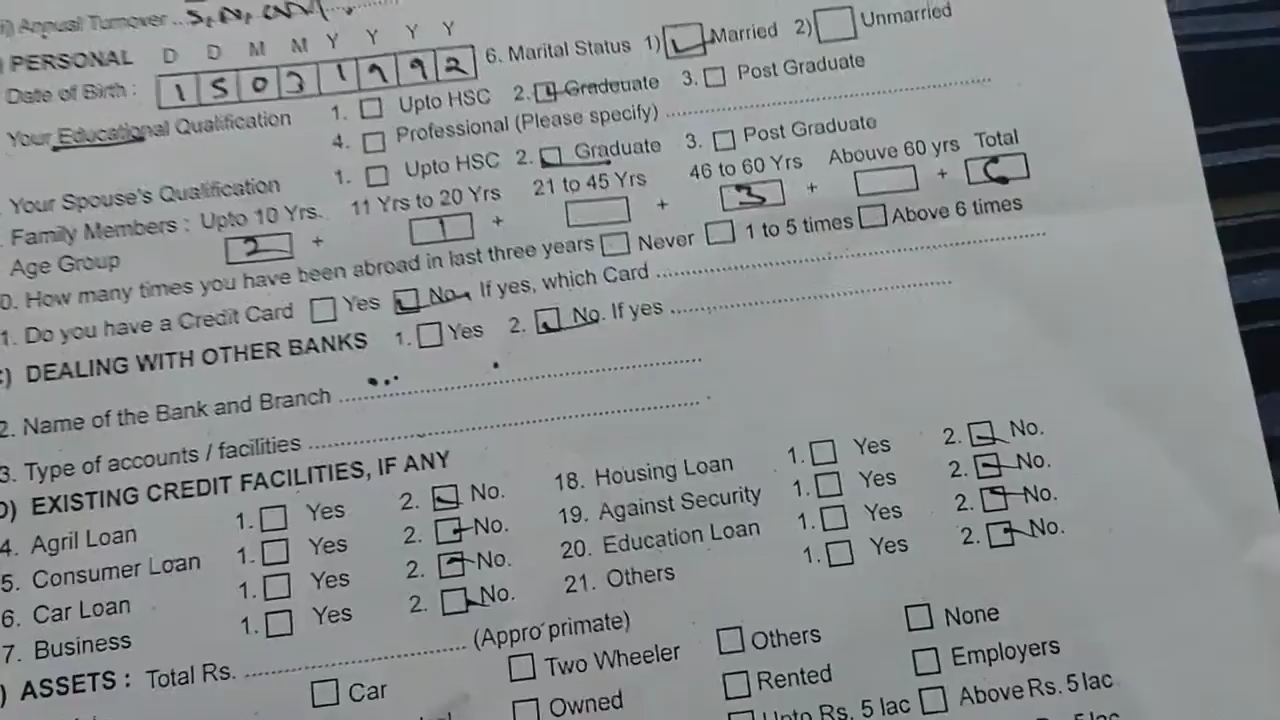 i) Annual Turnover ...
PERSONAL D D M M Y Y Y Y
Date of Birth : 1 5 0 3 1 9 9 2 6. Marital Status 1) Married 2) Unmarried
Your Educational Qualification 1. Upto HSC 2. Gradeuate 3. Post Graduate
4. Professional (Please specify) ........................
Your Spouse's Qualification 1. Upto HSC 2. Graduate 3. Post Graduate
Family Members : Upto 10 Yrs. 11 Yrs to 20 Yrs 21 to 45 Yrs 46 to 60 Yrs Abouve 60 yrs Total
Age Group 2 + 1 + + 3 + +
0. How many times you have been abroad in last three years Never 1 to 5 times Above 6 times
1. Do you have a Credit Card Yes No. If yes, which Card ........................
) DEALING WITH OTHER BANKS 1. Yes 2. No. If yes ........................
2. Name of the Bank and Branch ........................
3. Type of accounts / facilities ........................
D) EXISTING CREDIT FACILITIES, IF ANY
4. Agril Loan 1. Yes 2. No. 18. Housing Loan 1. Yes 2. No.
5. Consumer Loan 1. Yes 2. No. 19. Against Security 1. Yes 2. No.
6. Car Loan 1. Yes 2. No. 20. Education Loan 1. Yes 2. No.
7. Business 1. Yes 2. No. 21. Others 1. Yes 2. No.
) ASSETS : Total Rs. ........................ (Appro primate)
Car Two Wheeler Others None
Owned Rented Employers
Upto Rs. 5 lac Above Rs. 5 lac